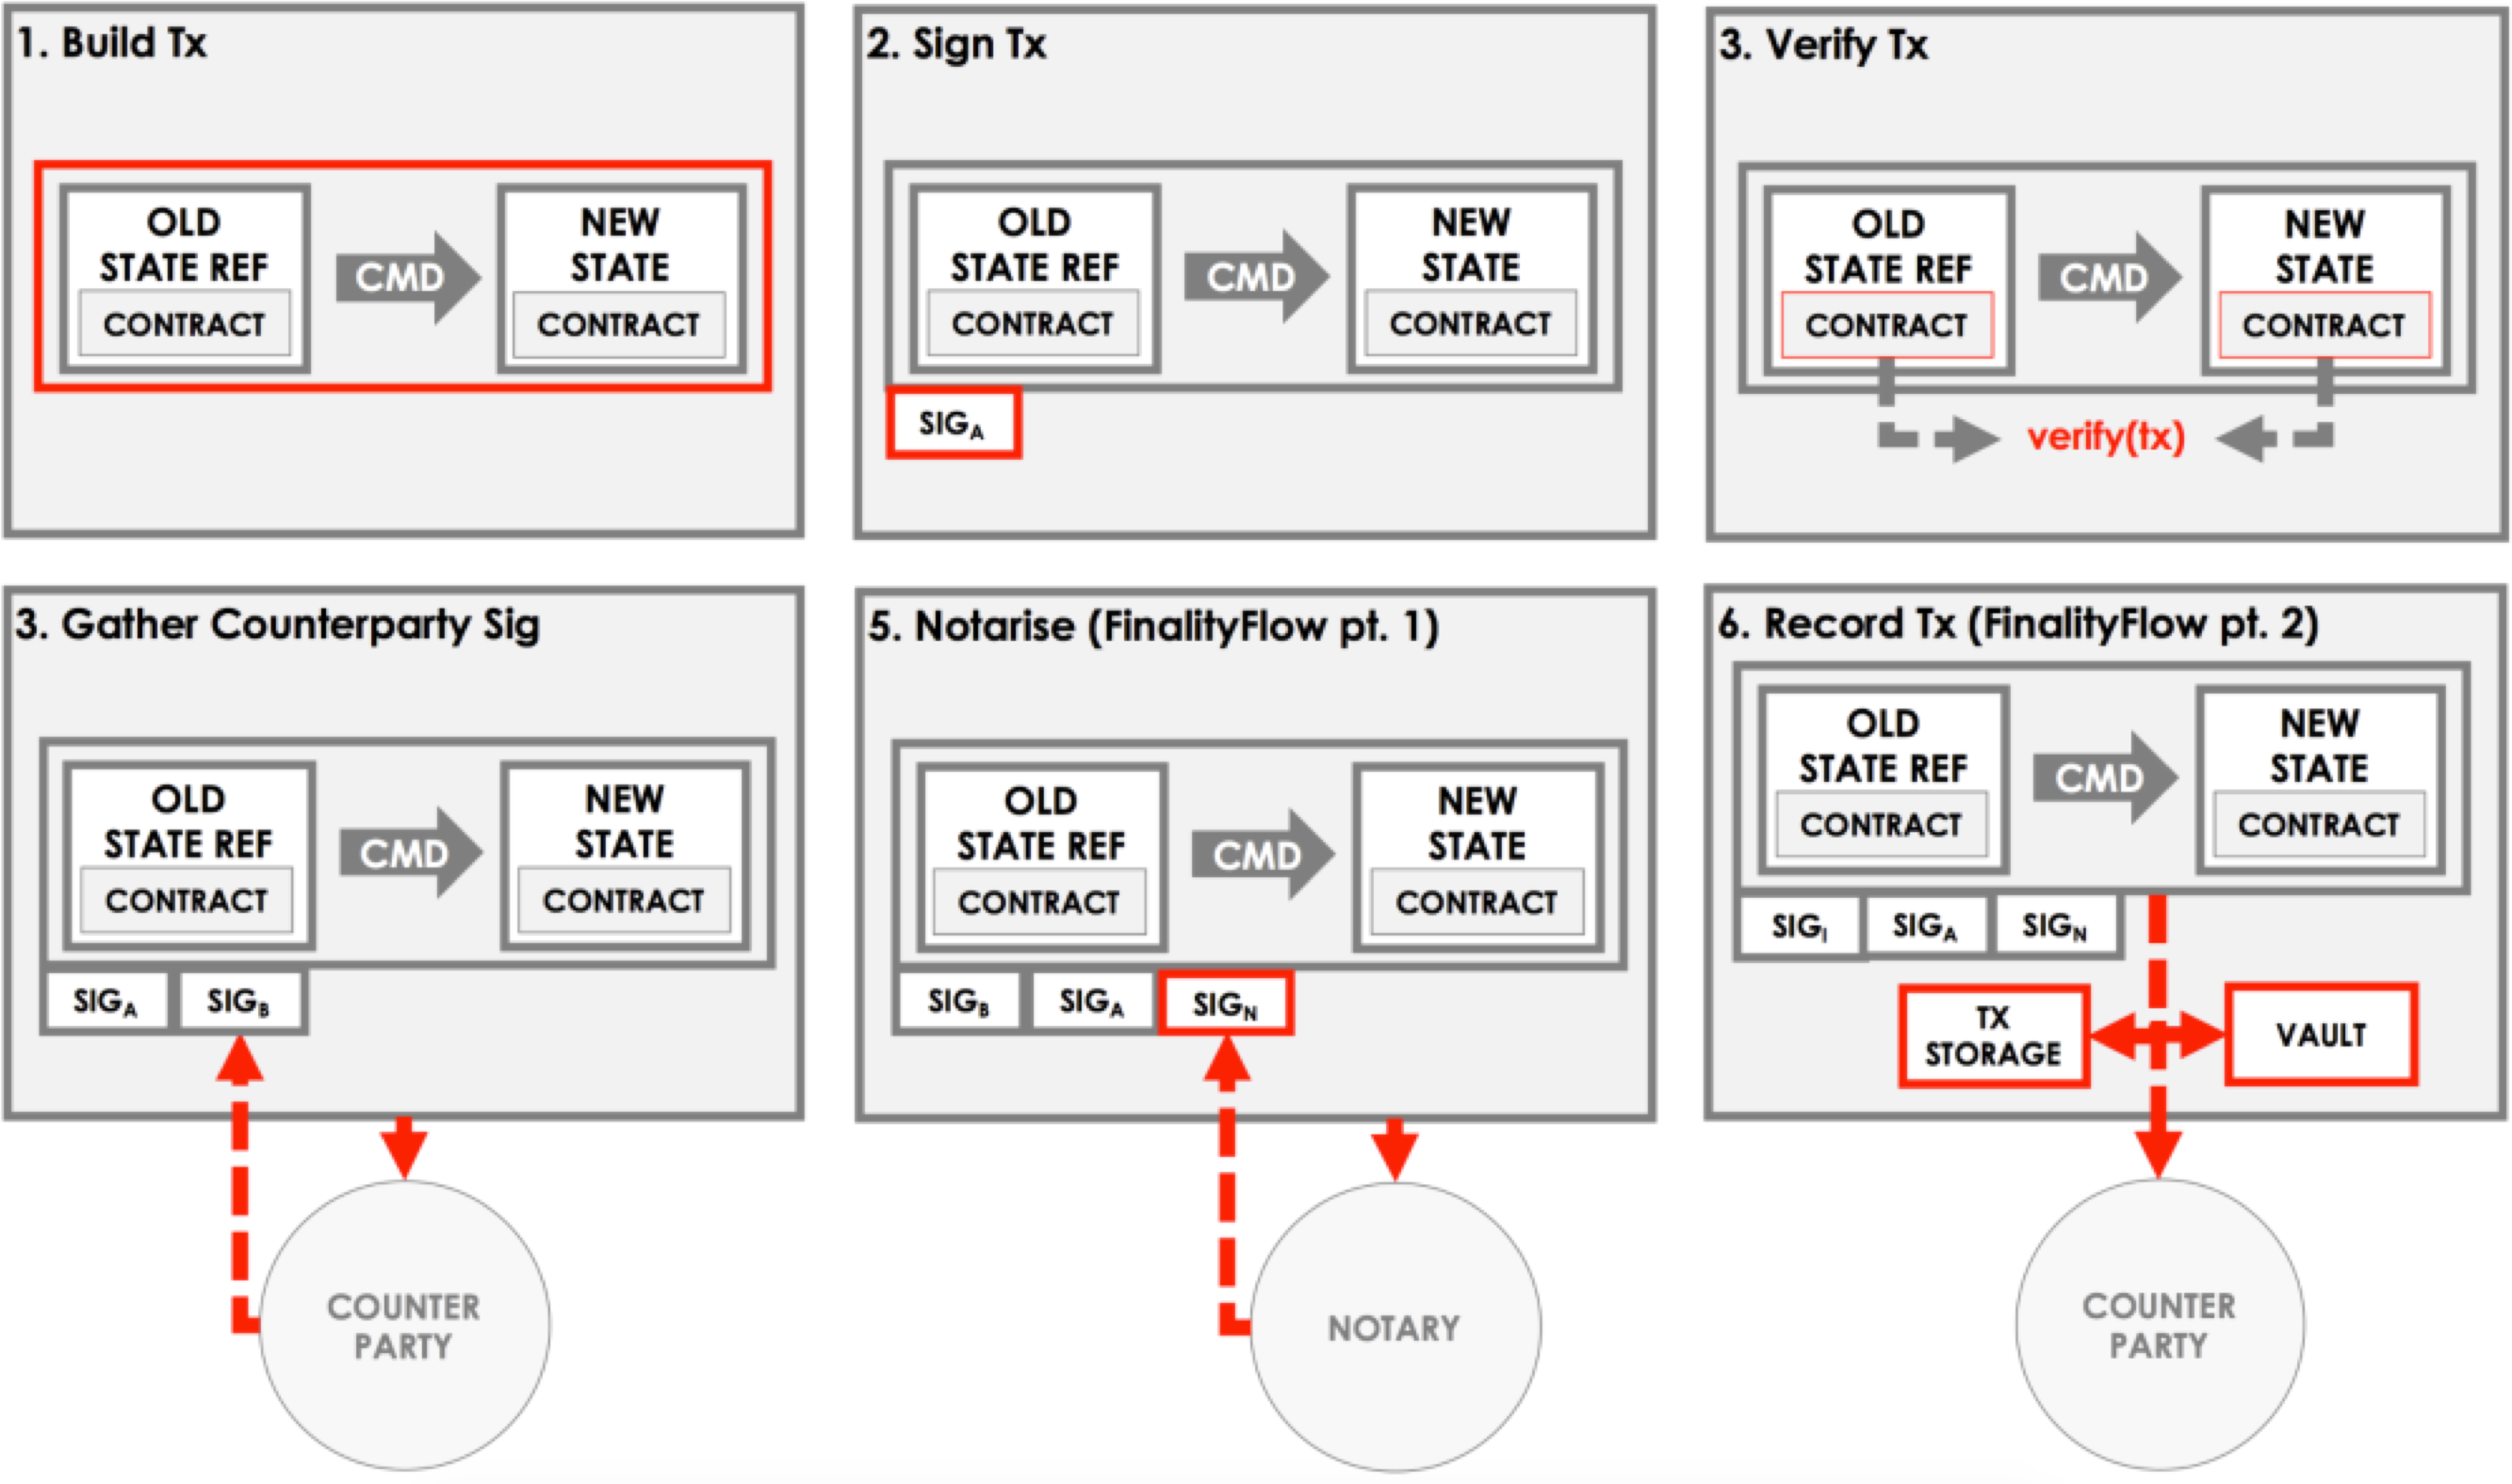 1. Build Tx
OLD
STATE REF
CONTRACT
CMD
NEW
STATE
CONTRACT
2. Sign Tx
OLD
STATE REF
CONTRACT
CMD
NEW
STATE
CONTRACT
SIGA
3. Verify Tx
OLD
STATE REF
CONTRACT
CMD
NEW
STATE
CONTRACT
verify(tx)
3. Gather Counterparty Sig
OLD
STATE REF
CONTRACT
CMD
NEW
STATE
CONTRACT
SIGA
SIGB
COUNTER
PARTY
5. Notarise (FinalityFlow pt. 1)
OLD
STATE REF
CONTRACT
CMD
NEW
STATE
CONTRACT
SIGB
SIGA
SIGN
NOTARY
6. Record Tx (FinalityFlow pt. 2)
OLD
STATE REF
CONTRACT
CMD
NEW
STATE
CONTRACT
SIGI
SIGA
SIGN
TX
STORAGE
VAULT
COUNTER
PARTY